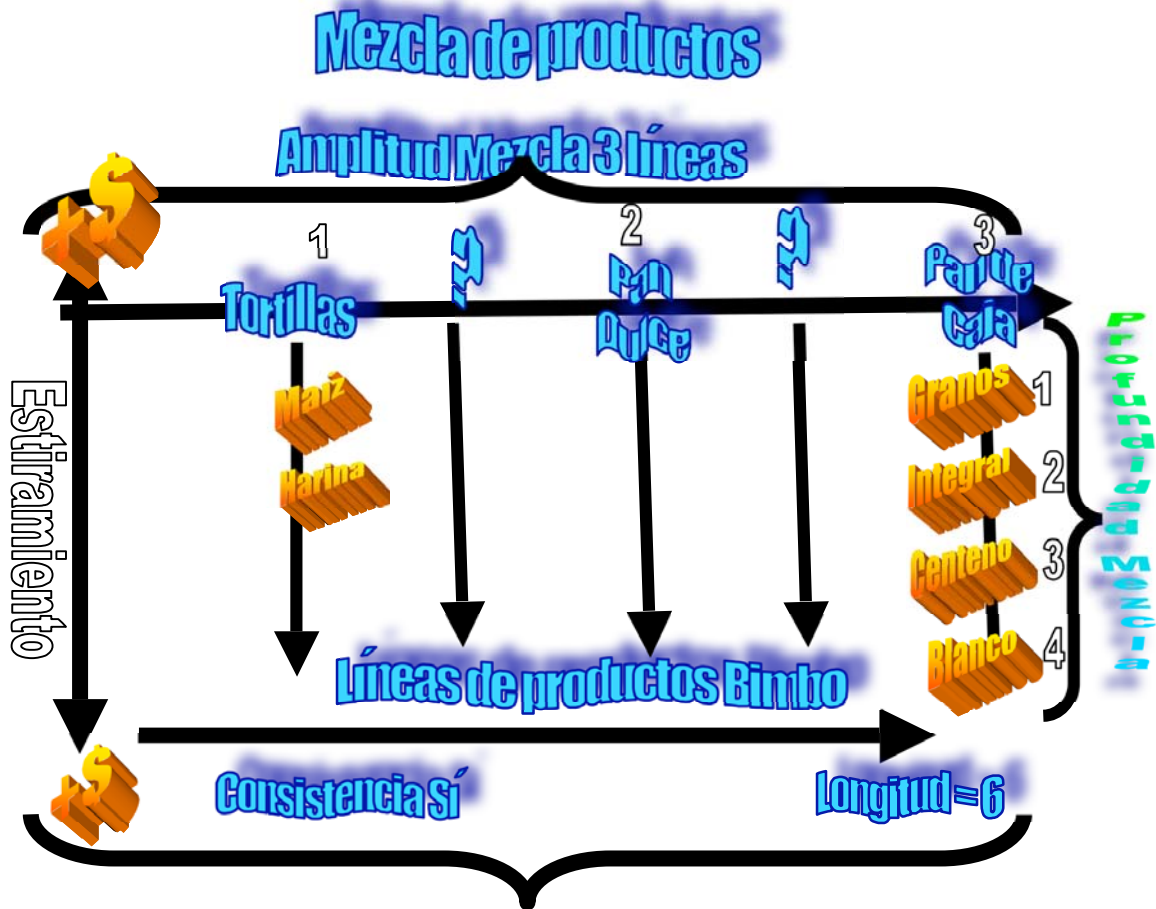 Mezcla de productos
Amplitud Mezcla 3 líneas
+$
1
¿?
2
¿?
3
Tortillas
Pan
Dulce
Pan de
Caja
Estiramiento
Maíz
Harina
Granos 1
Integral 2
Centeno 3
Blanco 4
Profundidad Mezcla
Líneas de productos Bimbo
+$
Consistencia Sí
Longitud = 6